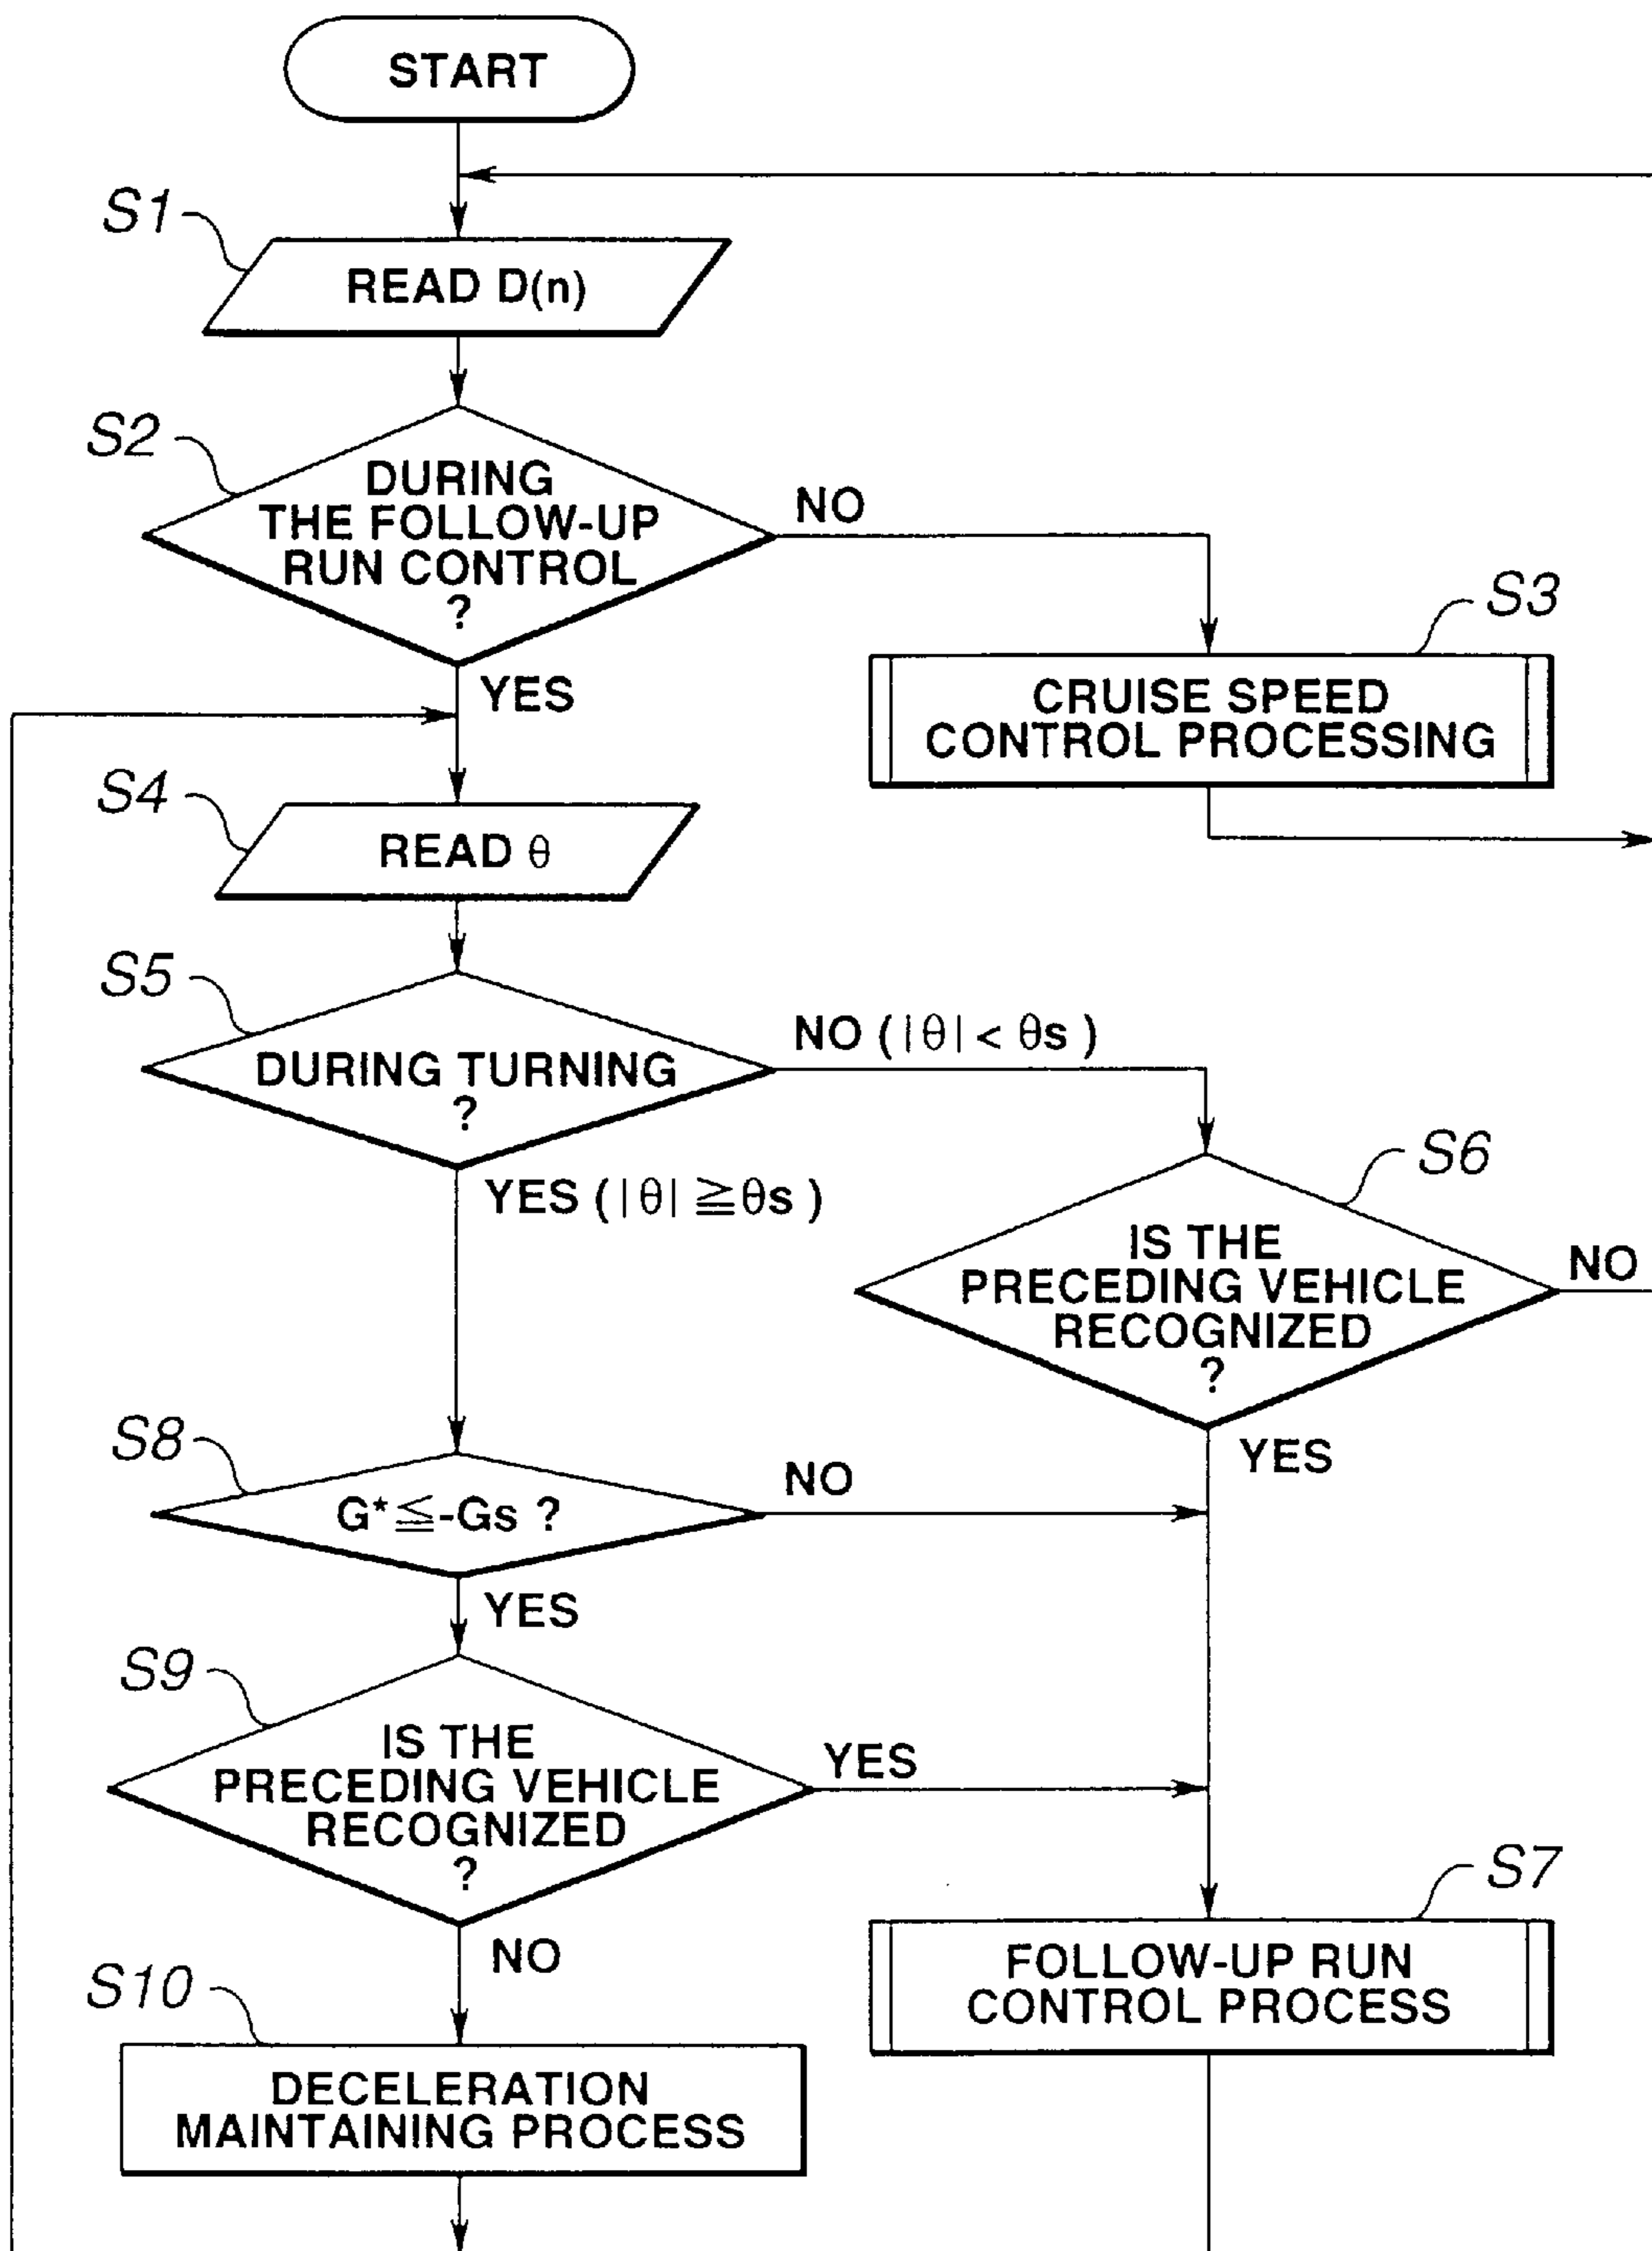 START
S1
READ D(n)
S2
DURING
THE FOLLOW-UP
RUN CONTROL
?
NO
YES
S3
CRUISE SPEED
CONTROL PROCESSING
S4
READ θ
S5
DURING TURNING
?
NO (|θ| < θs )
YES (|θ| ≧ θs )
S6
IS THE
PRECEDING VEHICLE
RECOGNIZED
?
NO
YES
S8
G* ≦ -Gs ?
NO
YES
S9
IS THE
PRECEDING VEHICLE
RECOGNIZED
?
YES
NO
S7
FOLLOW-UP RUN
CONTROL PROCESS
S10
DECELERATION
MAINTAINING PROCESS